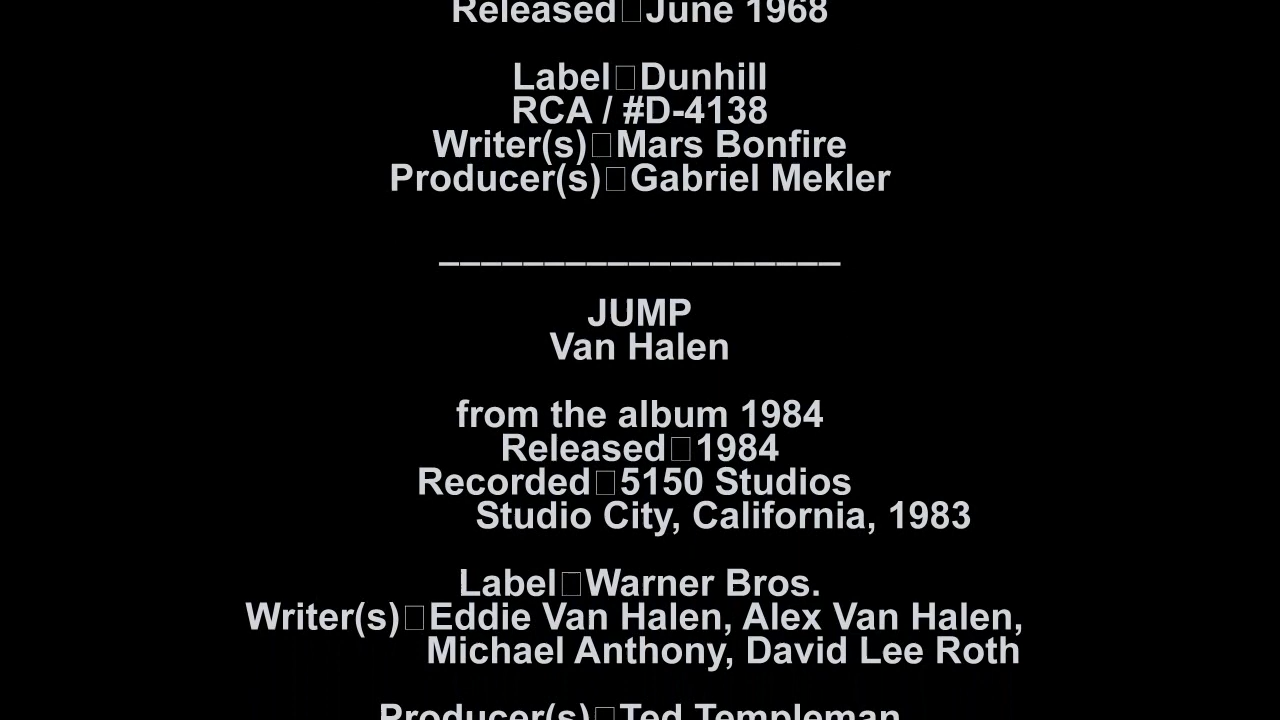 Released□June 1968
Label□Dunhill
RCA / #D-4138
Writer(s)□Mars Bonfire
Producer(s)□Gabriel Mekler
___________________
JUMP
Van Halen
from the album 1984
Released□1984
Recorded□5150 Studios
Studio City, California, 1983
Label□Warner Bros.
Writer(s)□Eddie Van Halen, Alex Van Halen,
Michael Anthony, David Lee Roth
Producer(s)□Ted Templeman